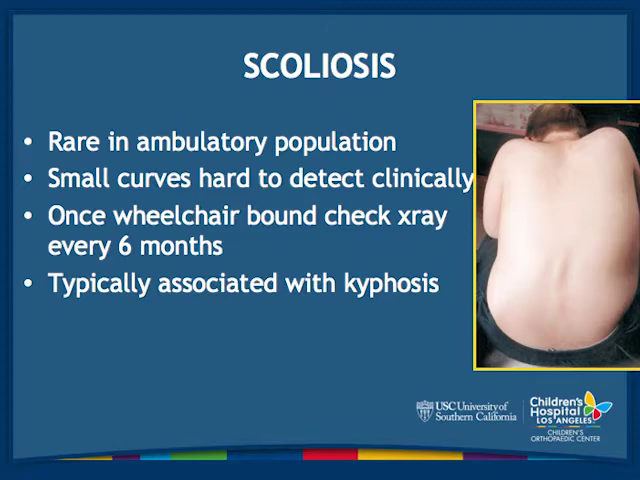 SCOLIOSIS
• Rare in ambulatory population
• Small curves hard to detect clinically
• Once wheelchair bound check xray
every 6 months
• Typically associated with kyphosis
USC University of
Southern California
Children's
Hospital
LOS ANGELES
CHILDREN'S
ORTHOPAEDIC CENTER